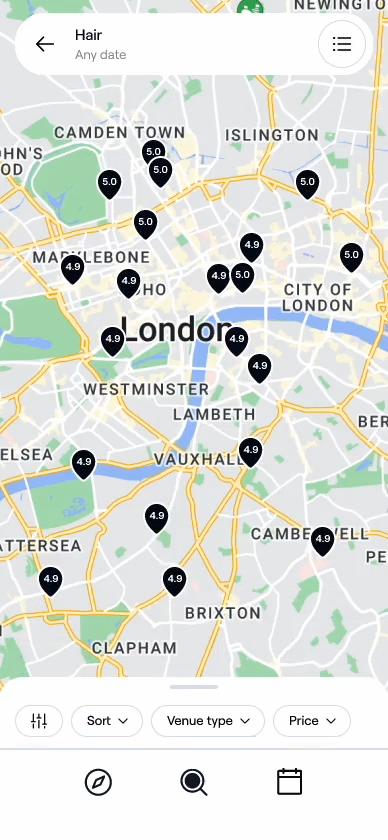 NEWINGTO
Hair
Any date
CAMDEN TOWN
ISLINGTON
OHN'S
OD
5.0
5.0
5.0
5.0
5.0
4.9
5.0
MARYLEBONE
4.9
4.9
5.0
4.9
OHO
CITY OF
LONDON
London
4.9
4.9
4.9
WESTMINSTER
LAMBETH
BER
ELSEA
VAUXHALL
4.9
4.9
4.9
CAMBERWELL
4.9
ATTERSEA
PE
4.9
4.9
BRIXTON
CLAPHAM
Sort
Venue type
Price